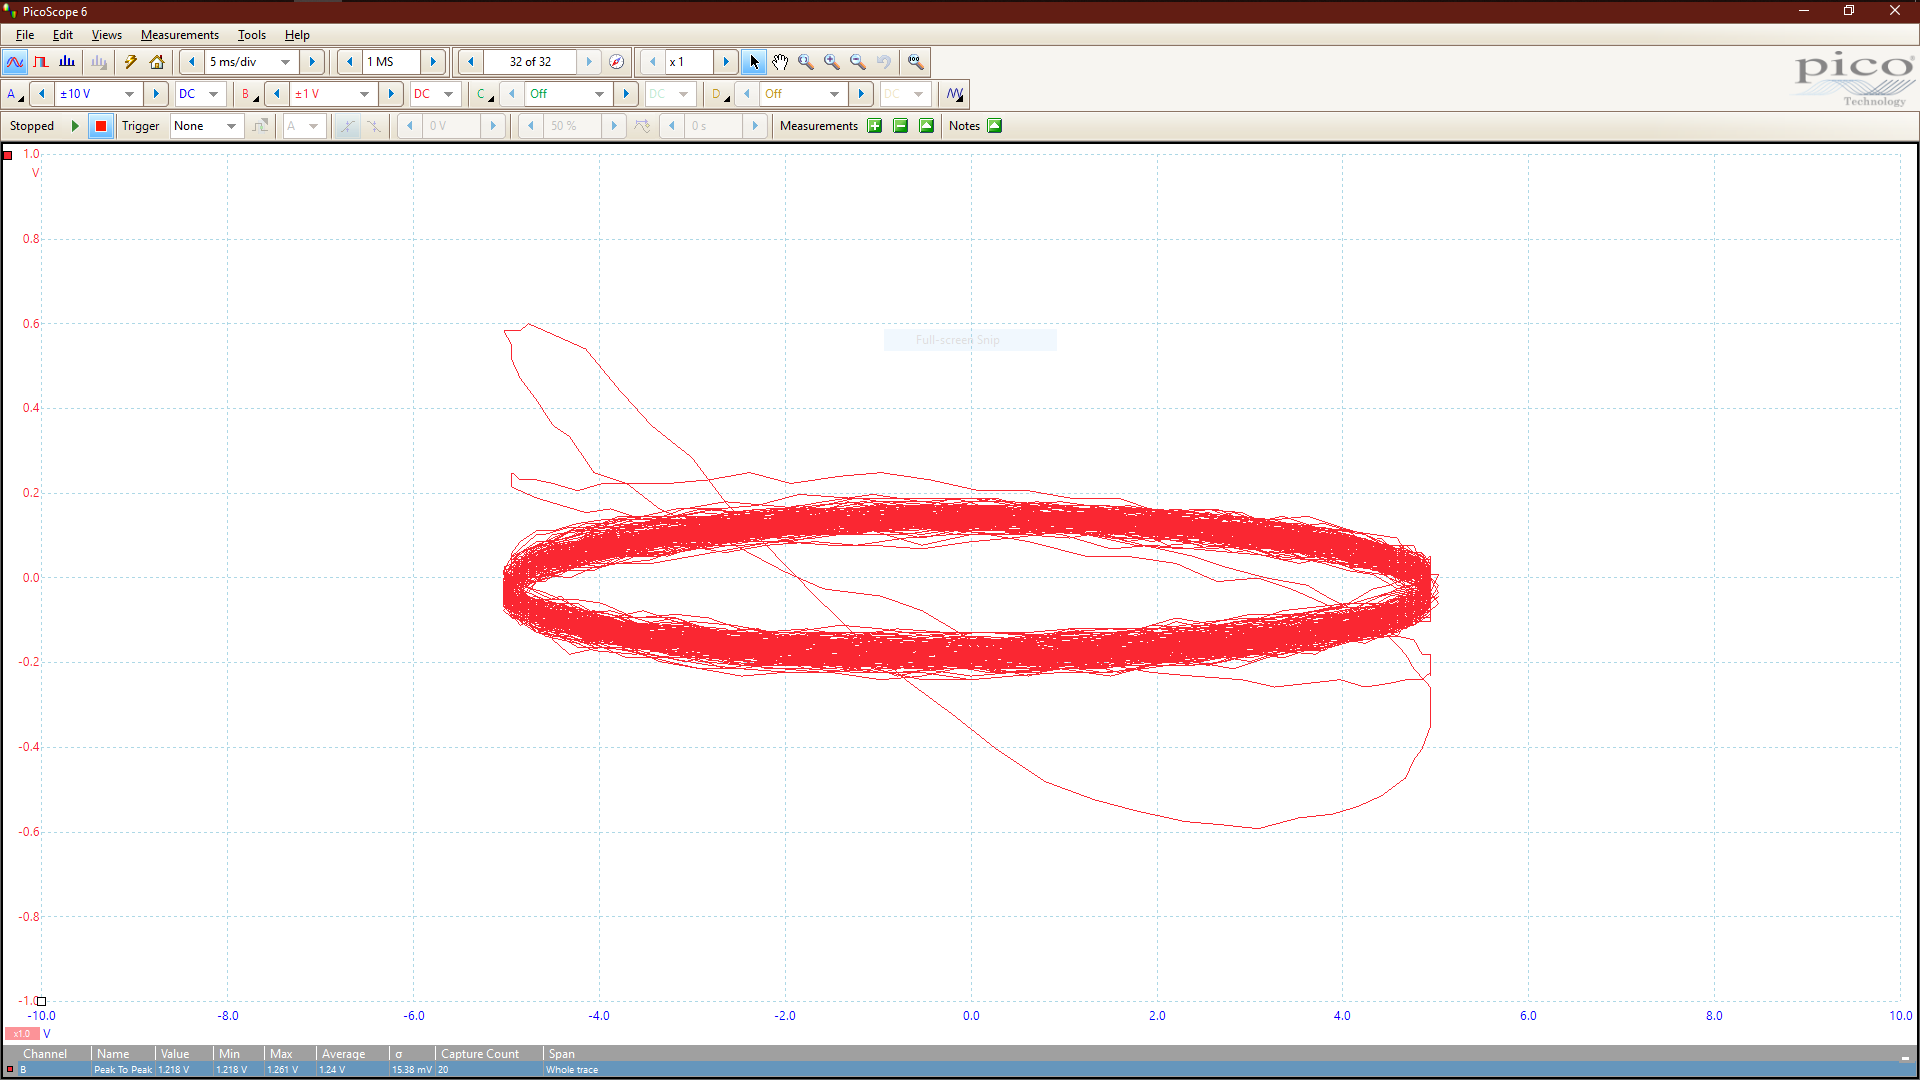 PicoScope 6
File Edit Views Measurements Tools Help
5 ms/div 1 MS 32 of 32 x 1
A ±10 V DC B ±1 V DC C Off DC D Off DC
pico
Technology
Stopped Trigger None A 0 V 50 % 0 s Measurements Notes
1.0
V
0.8
0.6
Full-screen Snip
0.4
0.2
0.0
-0.2
-0.4
-0.6
-0.8
-1.0
-10.0 -8.0 -6.0 -4.0 -2.0 0.0 2.0 4.0 6.0 8.0 10.0
x1.0 V
Channel Name Value Min Max Average σ Capture Count Span
B Peak To Peak 1.218 V 1.218 V 1.261 V 1.24 V 15.38 mV 20 Whole trace